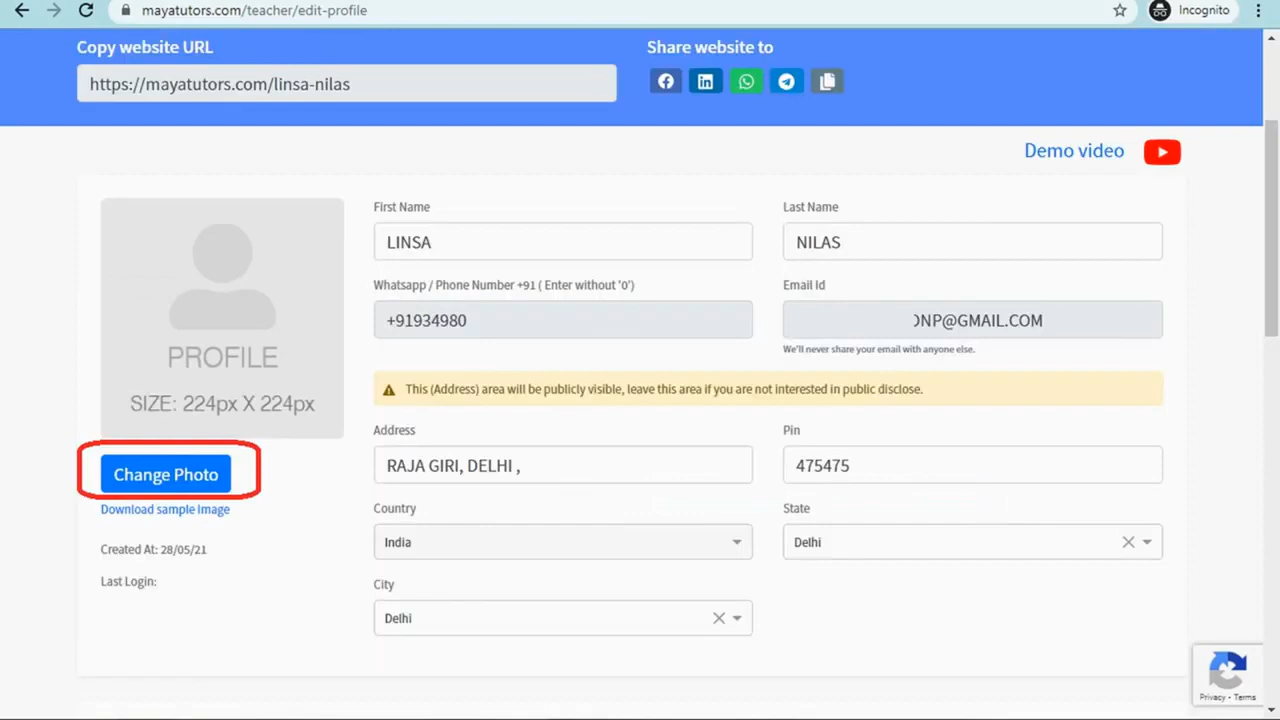 mayatutors.com/teacher/edit-profile
Incognito
Copy website URL
Share website to
https://mayatutors.com/linsa-nilas
Demo video
PROFILE
SIZE: 224px X 224px
Change Photo
Download sample Image
Created At: 28/05/21
Last Login:
First Name
Last Name
LINSA
NILAS
Whatsapp / Phone Number +91 ( Enter without '0')
Email Id
+91934980
NP@GMAIL.COM
We'll never share your email with anyone else.
This (Address) area will be publicly visible, leave this area if you are not interested in public disclose.
Address
Pin
RAJA GIRI, DELHI ,
475475
Country
State
India
Delhi
City
Delhi
Privacy - Terms